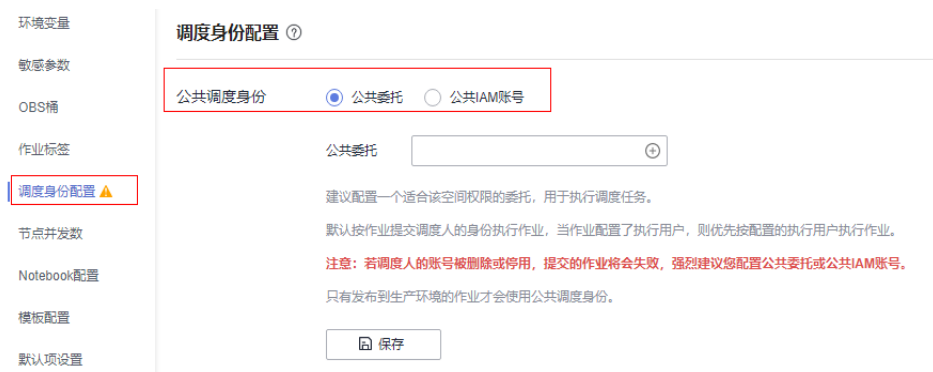 环境变量
敏感参数
OBS桶
作业标签
调度身份配置
节点并发数
Notebook配置
模板配置
默认项设置
调度身份配置 ?
公共调度身份 公共委托 公共IAM账号
公共委托
建议配置一个适合该空间权限的委托，用于执行调度任务。
默认按作业提交调度人的身份执行作业，当作业配置了执行用户，则优先按配置的执行用户执行作业。
注意：若调度人的账号被删除或停用，提交的作业将会失败，强烈建议您配置公共委托或公共IAM账号。
只有发布到生产环境的作业才会使用公共调度身份。
保存